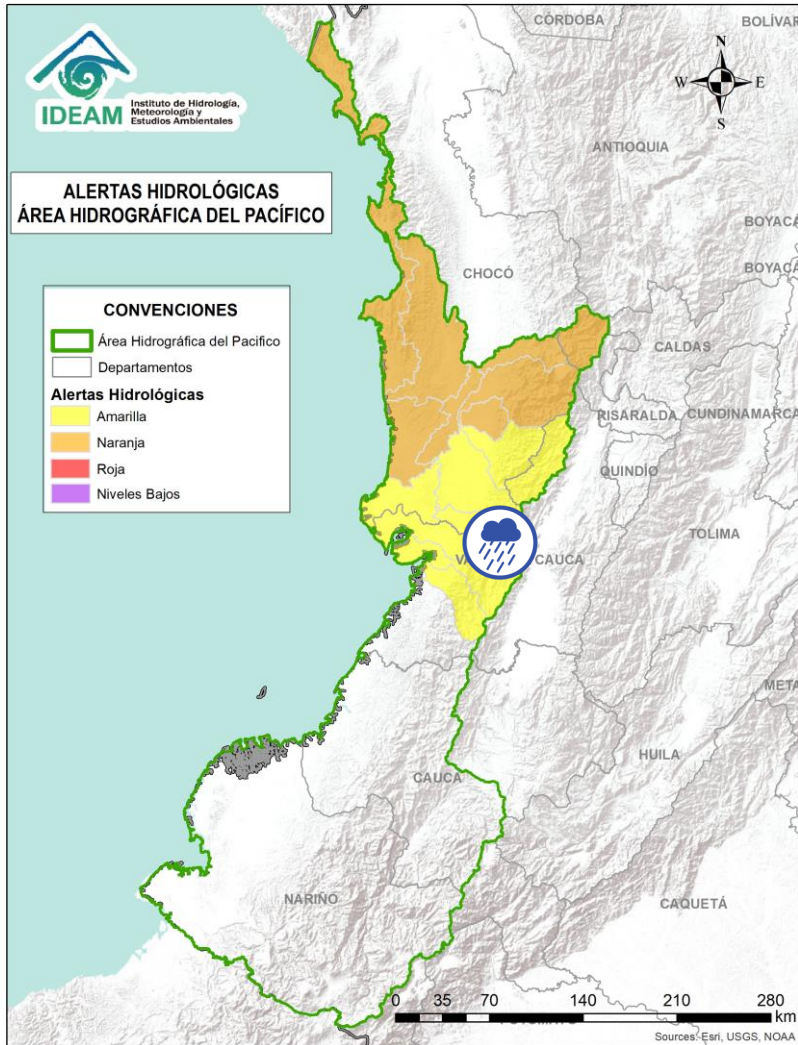 CÓRDOBA
BOLÍVAR
N
W
E
S
IDEAM
Instituto de Hidrología,
Meteorología y
Estudios Ambientales
ANTIOQUIA
ALERTAS HIDROLÓGICAS
ÁREA HIDROGRÁFICA DEL PACÍFICO
BOYACÁ
BOYACÁ
CHOCÓ
CONVENCIONES
Área Hidrográfica del Pacifico
Departamentos
Alertas Hidrológicas
Amarilla
Naranja
Roja
Niveles Bajos
CALDAS
RISARALDA
CUNDINAMARCA
QUINDÍO
TOLIMA
CAUCA
META
HUILA
CAUCA
NARIÑO
CAQUETÁ
0 35 70 140 210 280
km
Sources: Esri, USGS, NOAA